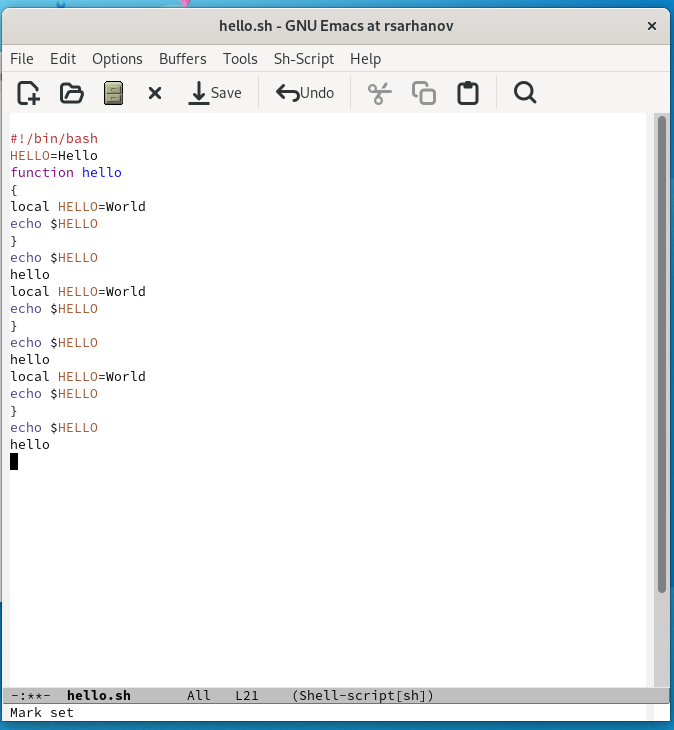 hello.sh - GNU Emacs at rsarhanov
File Edit Options Buffers Tools Sh-Script Help
Save Undo
#!/bin/bash
HELLO=Hello
function hello
{
local HELLO=World
echo $HELLO
}
echo $HELLO
hello
local HELLO=World
echo $HELLO
}
echo $HELLO
hello
local HELLO=World
echo $HELLO
}
echo $HELLO
hello
-:**- hello.sh All L21 (Shell-script[sh])
Mark set